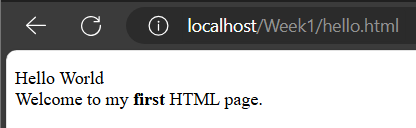 localhost/Week1/hello.html
Hello World
Welcome to my first HTML page.